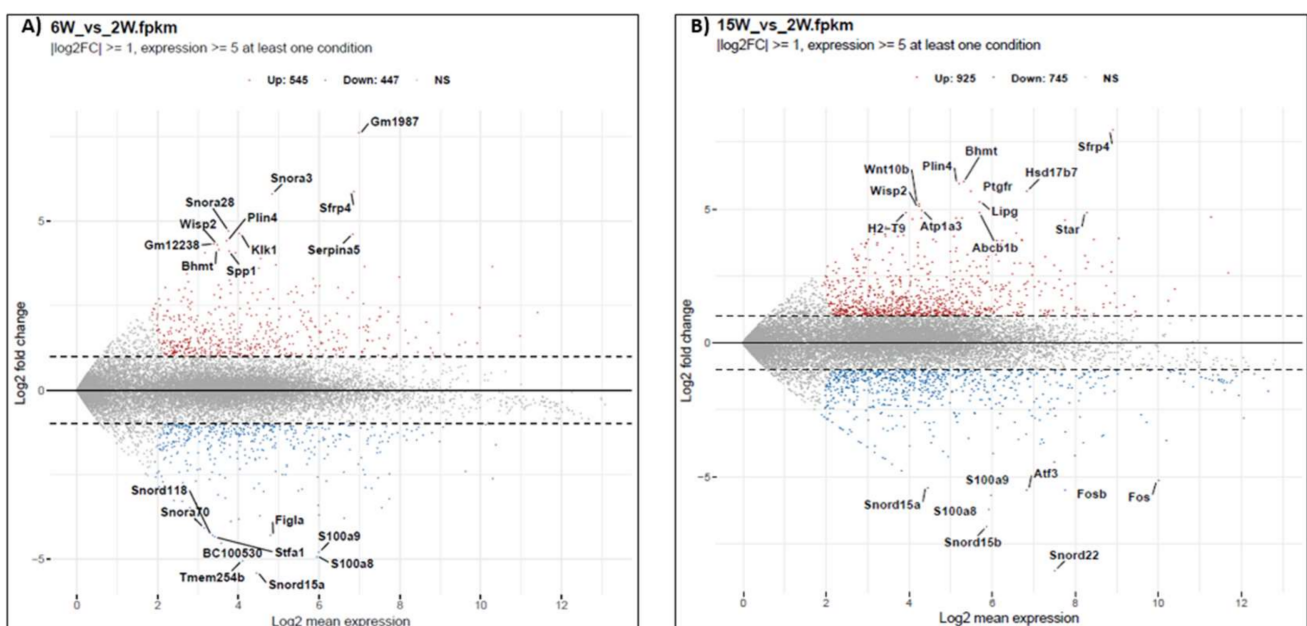 A) 6W_vs_2W.fpkm
|log2FC| >= 1, expression >= 5 at least one condition
Up: 545 Down: 447 NS
Gm1987
Snora3
Snora28
Sfrp4
Wisp2
Plin4
Gm12238
Klk1
Serpina5
Bhmt
Spp1
5
0
-5
Log2 fold change
Snord118
Snora70
Figla
S100a9
BC100530
Stfa1
S100a8
Tmem254b
Snord15a
0 2 4 6 8 10 12
Log2 mean expression
B) 15W_vs_2W.fpkm
|log2FC| >= 1, expression >= 5 at least one condition
Up: 925 Down: 745 NS
Sfrp4
Bhmt
Wnt10b
Plin4
Hsd17b7
Wisp2
Ptgfr
H2-T9
Atp1a3
Lipg
Star
Abcb1b
5
0
-5
Log2 fold change
S100a9
Atf3
Snord15a
S100a8
Fosb
Fos
Snord15b
Snord22
0 2 4 6 8 10 12
Log2 mean expression